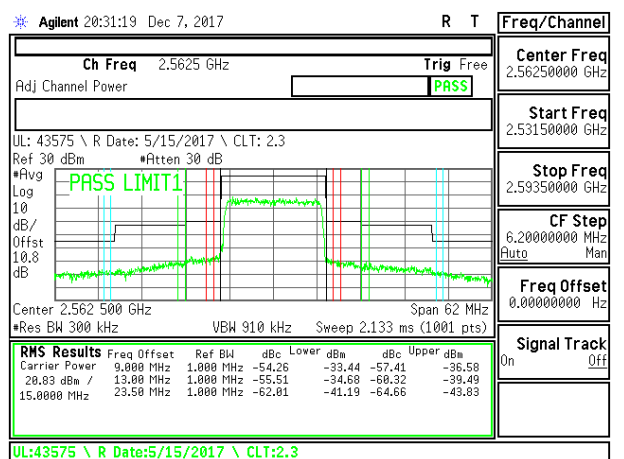 Agilent 20:31:19 Dec 7, 2017 R T Freq/Channel
Ch Freq 2.5625 GHz Trig Free
Adj Channel Power PASS
UL: 43575 \ R Date: 5/15/2017 \ CLT: 2.3
Ref 30 dBm #Atten 30 dB
#Avg
Log
10
dB/
Offst
10.8
dB
PASS LIMIT1
Center 2.562 500 GHz Span 62 MHz
#Res BW 300 kHz VBW 910 kHz Sweep 2.133 ms (1001 pts)
RMS Results Freq Offset Ref BW dBc Lower dBm dBc Upper dBm
Carrier Power 9.000 MHz 1.000 MHz -54.26 -33.44 -57.41 -36.58
20.83 dBm / 13.00 MHz 1.000 MHz -55.51 -34.68 -60.32 -39.49
15.0000 MHz 23.50 MHz 1.000 MHz -62.01 -41.19 -64.66 -43.83
UL:43575 \ R Date:5/15/2017 \ CLT:2.3
Center Freq
2.56250000 GHz
Start Freq
2.53150000 GHz
Stop Freq
2.59350000 GHz
CF Step
6.20000000 MHz
Auto Man
Freq Offset
0.00000000 Hz
Signal Track
On Off